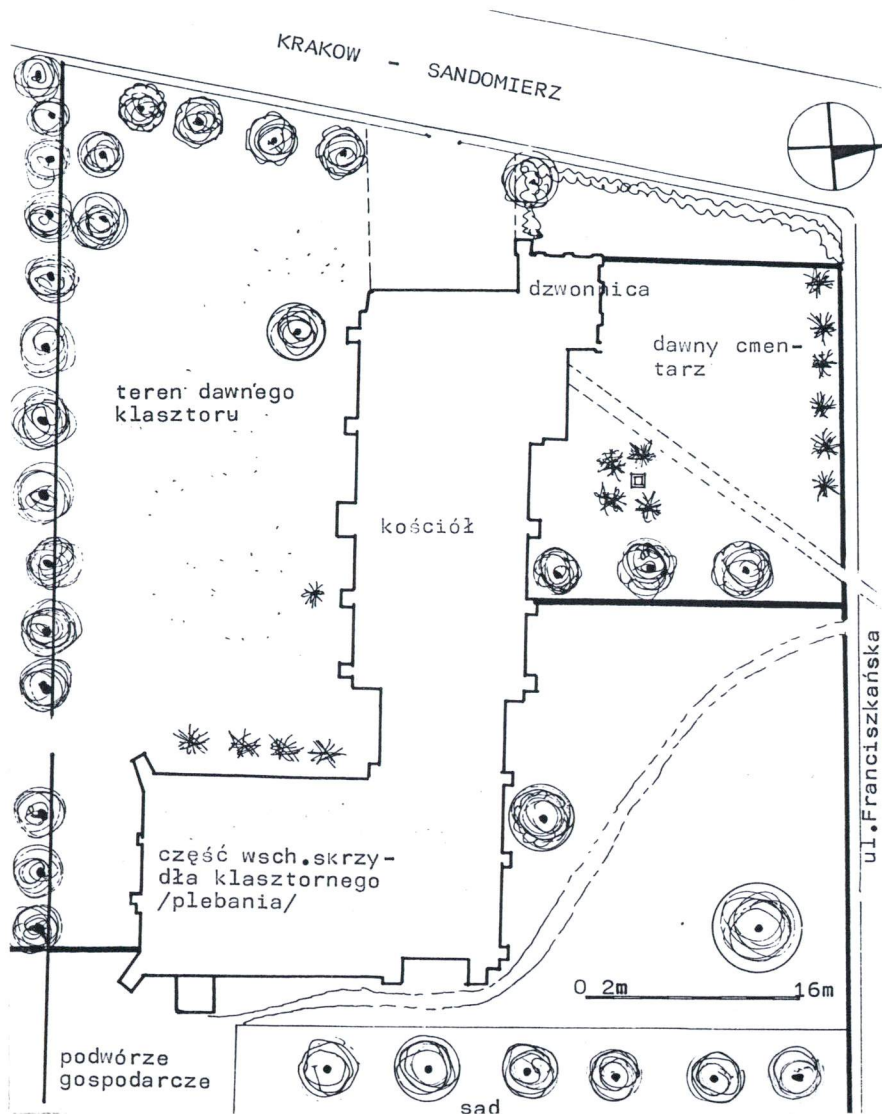 KRAKOW - SANDOMIERZ
dzwonnica
dawny cmen-
tarz
teren dawnego
klasztoru
kościół
ul.Franciszkańska
część wsch.skrzy-
dła klasztornego
/plebania/
0 2m 16m
podwórze
gospodarcze
sad